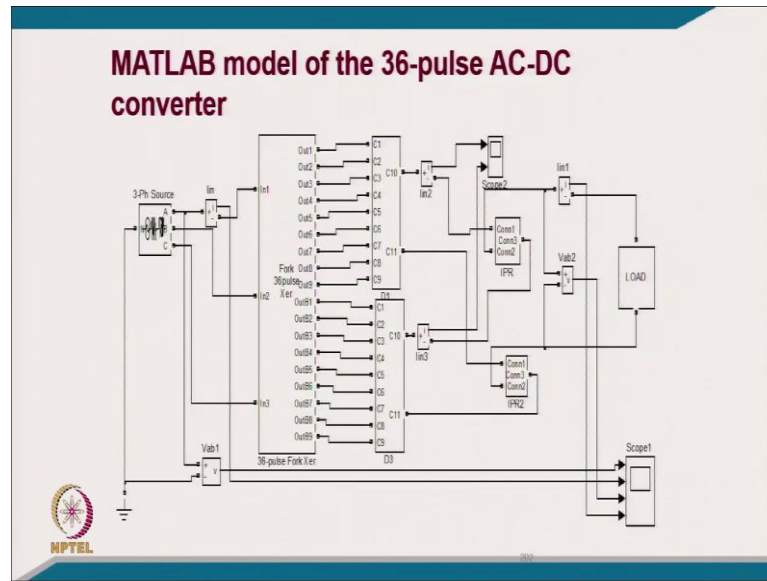 MATLAB model of the 36-pulse AC-DC
converter
3-Ph Source
N
A
B
C
Iin
In1
In2
In3
Fork
36pulse
Xer
Out1
Out2
Out3
Out4
Out5
Out6
Out7
Out8
Out9
OutB1
OutB2
OutB3
OutB4
OutB5
OutB6
OutB7
OutB8
OutB9
36-pulse Fork Xer
C1
C2
C3
C4
C5
C6
C7
C8
C9
C10
C11
D1
C1
C2
C3
C4
C5
C6
C7
C8
C9
C10
C11
D3
Iin2
Iin3
Scope2
Conn1
Conn3
Conn2
IPR
Conn1
Conn3
Conn2
IPR2
Iin1
Vab2
LOAD
Vab1
Scope1
NPTEL